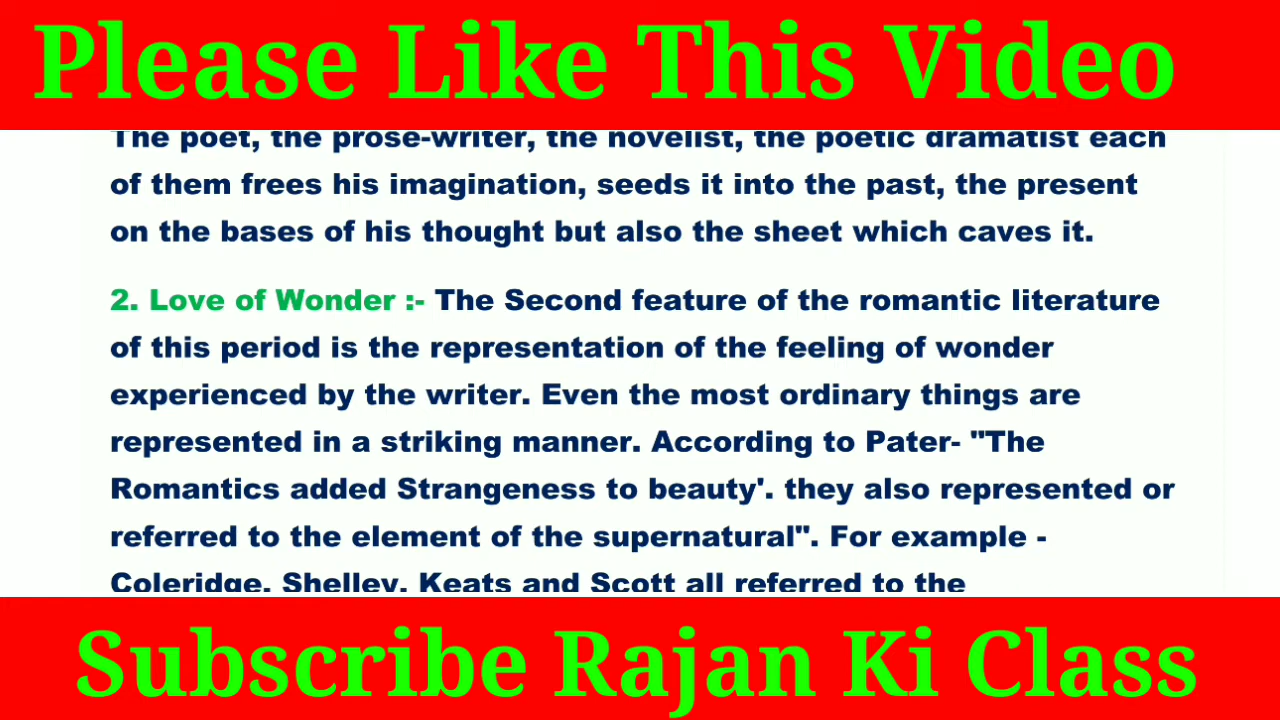 Please Like This Video
The poet, the prose-writer, the novelist, the poetic dramatist each
of them frees his imagination, seeds it into the past, the present
on the bases of his thought but also the sheet which caves it.
2. Love of Wonder :- The Second feature of the romantic literature
of this period is the representation of the feeling of wonder
experienced by the writer. Even the most ordinary things are
represented in a striking manner. According to Pater- "The
Romantics added Strangeness to beauty'. they also represented or
referred to the element of the supernatural". For example -
Coleridge, Shelley, Keats and Scott all referred to the
Subscribe Rajan Ki Class